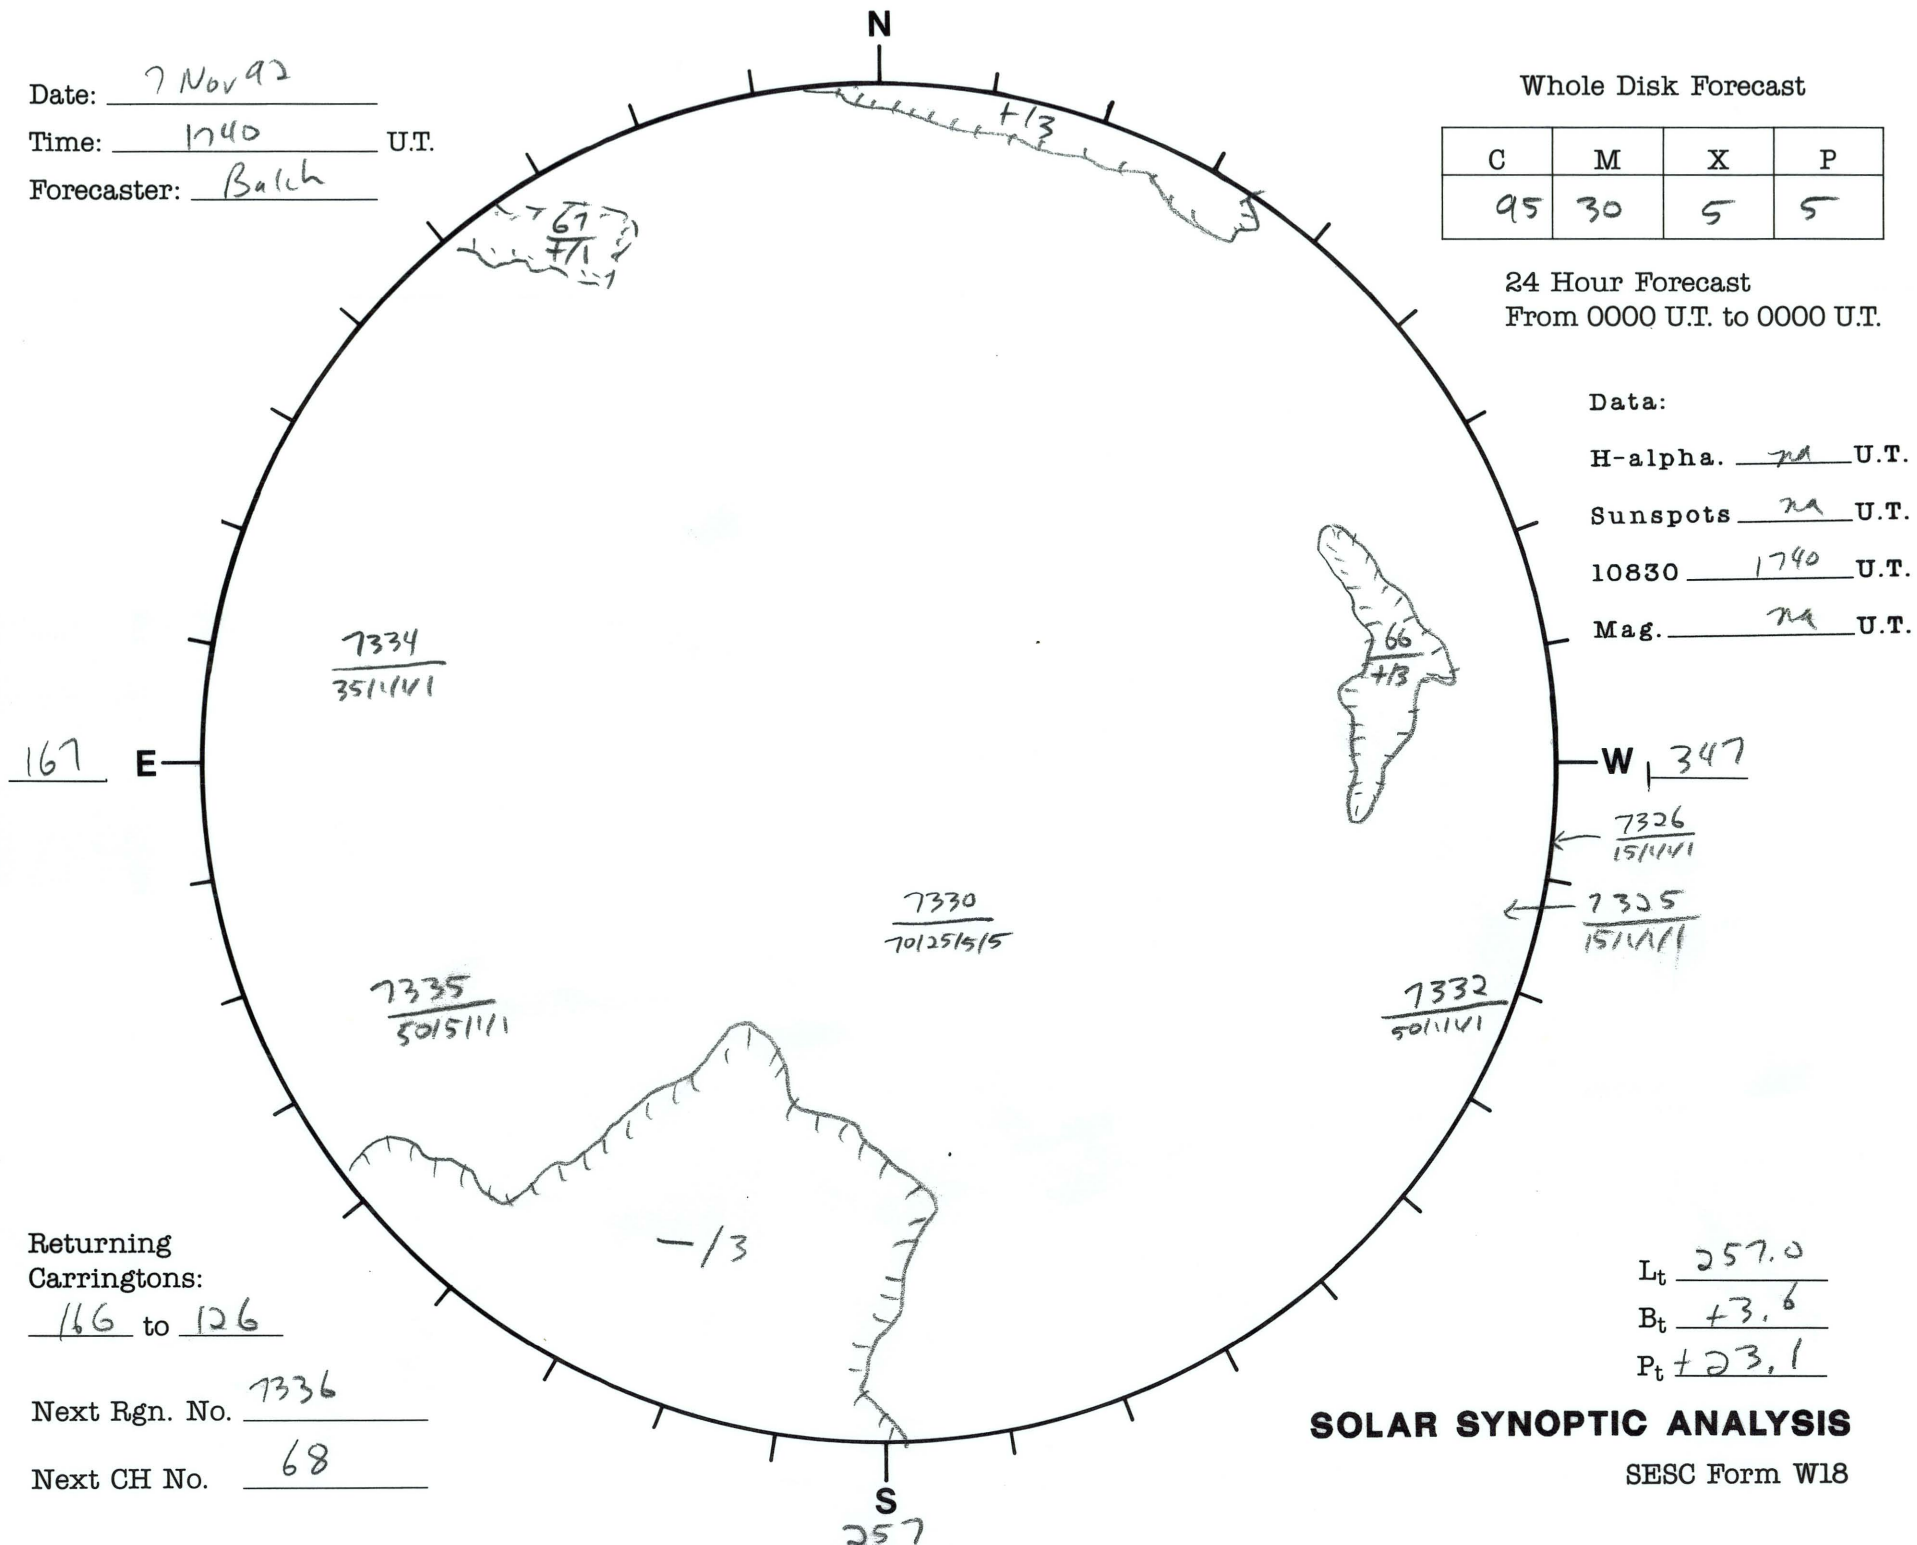 N
Date: 7 Nov 92
Time: 1740 U.T.
Forecaster: Balch
Whole Disk Forecast
C M X P
95 30 5 5
24 Hour Forecast
From 0000 U.T. to 0000 U.T.
+/3
67
+/1
Data:
H-alpha. na U.T.
Sunspots na U.T.
10830 1740 U.T.
Mag. na U.T.
66
+/3
7334
35/1/1/1
167 E
W 347
7326
15/1/1/1
7325
15/1/1/1
7330
70/25/5/5
7335
50/5/1/1
7332
50/1/1/1
-/3
Returning
Carringtons:
166 to 126
Next Rgn. No. 7336
Next CH No. 68
Lt 257.0
Bt +3.6
Pt +23.1
SOLAR SYNOPTIC ANALYSIS
SESC Form W18
S
257